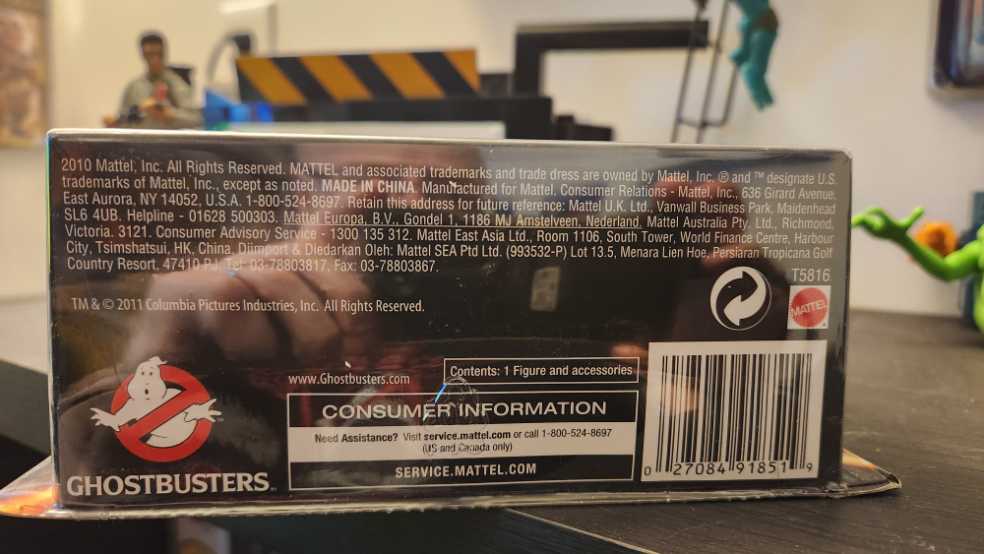 2010 Mattel, Inc. All Rights Reserved. MATTEL and associated trademarks and trade dress are owned by Mattel, Inc. ® and ™ designate U.S.
trademarks of Mattel, Inc., except as noted. MADE IN CHINA. Manufactured for Mattel. Consumer Relations - Mattel, Inc., 636 Girard Avenue,
East Aurora, NY 14052, U.S.A. 1-800-524-8697. Retain this address for future reference: Mattel U.K. Ltd., Vanwall Business Park, Maidenhead
SL6 4UB. Helpline - 01628 500303. Mattel Europa, B.V., Gondel 1, 1186 MJ Amstelveen, Nederland. Mattel Australia Pty. Ltd., Richmond,
Victoria. 3121. Consumer Advisory Service - 1300 135 312. Mattel East Asia Ltd., Room 1106, South Tower, World Finance Centre, Harbour
City, Tsimshatsui, HK, China. Diimport & Diedarkan Oleh: Mattel SEA Ptd Ltd. (993532-P) Lot 13.5, Menara Lien Hoe, Persiaran Tropicana Golf
Country Resort, 47410 PJ. Tel: 03-78803817, Fax: 03-78803867.
T5816
TM & © 2011 Columbia Pictures Industries, Inc. All Rights Reserved.
MATTEL
www.Ghostbusters.com
Contents: 1 Figure and accessories
CONSUMER INFORMATION
Need Assistance? Visit service.mattel.com or call 1-800-524-8697
(US and Canada only)
SERVICE.MATTEL.COM
GHOSTBUSTERS
0 27084 91851 9